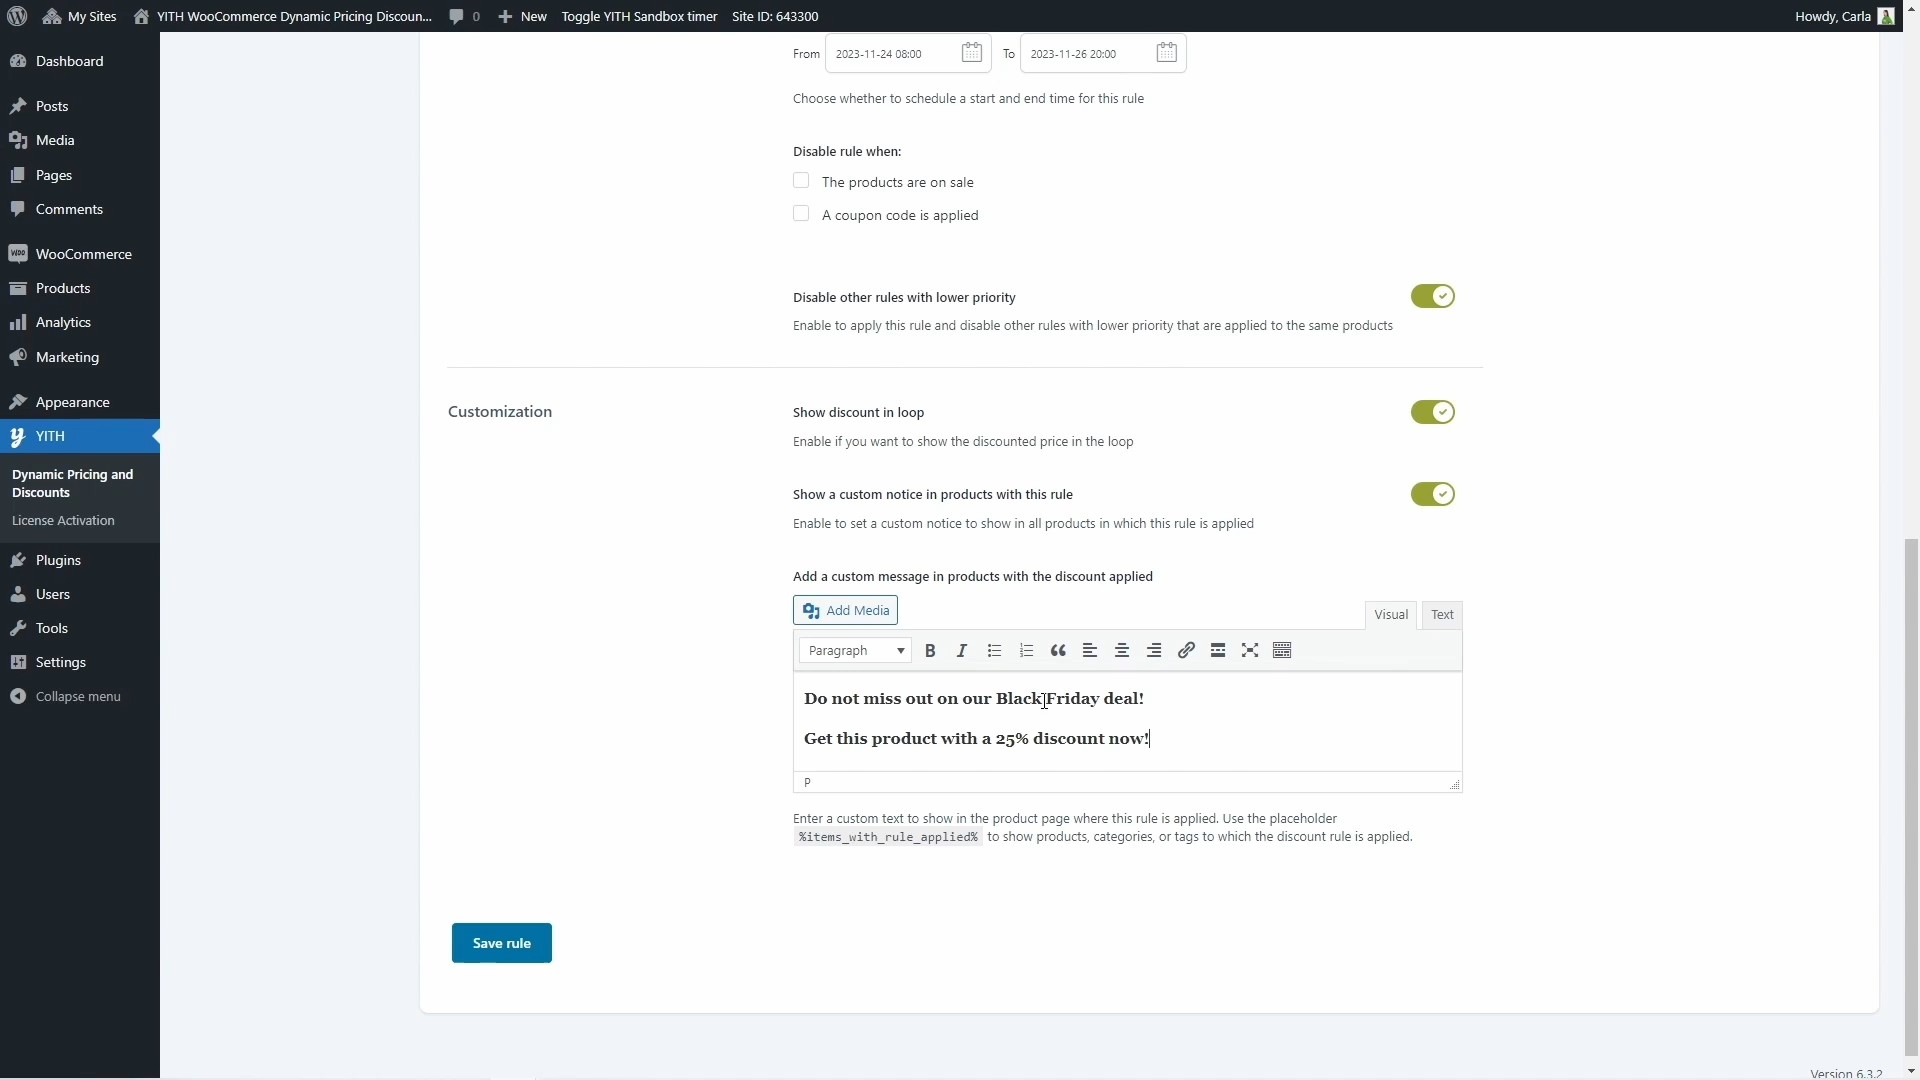 My Sites
YITH WooCommerce Dynamic Pricing Discoun...
0
New
Toggle YITH Sandbox timer
Site ID: 643300
Howdy, Carla
Dashboard
Posts
Media
Pages
Comments
WooCommerce
Products
Analytics
Marketing
Appearance
YITH
Dynamic Pricing and
Discounts
License Activation
Plugins
Users
Tools
Settings
Collapse menu
From 2023-11-24 08:00 To 2023-11-26 20:00
Choose whether to schedule a start and end time for this rule
Disable rule when:
The products are on sale
A coupon code is applied
Disable other rules with lower priority
Enable to apply this rule and disable other rules with lower priority that are applied to the same products
Customization
Show discount in loop
Enable if you want to show the discounted price in the loop
Show a custom notice in products with this rule
Enable to set a custom notice to show in all products in which this rule is applied
Add a custom message in products with the discount applied
Add Media
Visual Text
Paragraph
Do not miss out on our Black Friday deal!
Get this product with a 25% discount now!
P
Enter a custom text to show in the product page where this rule is applied. Use the placeholder
%items_with_rule_applied% to show products, categories, or tags to which the discount rule is applied.
Save rule
Version 6.3.2